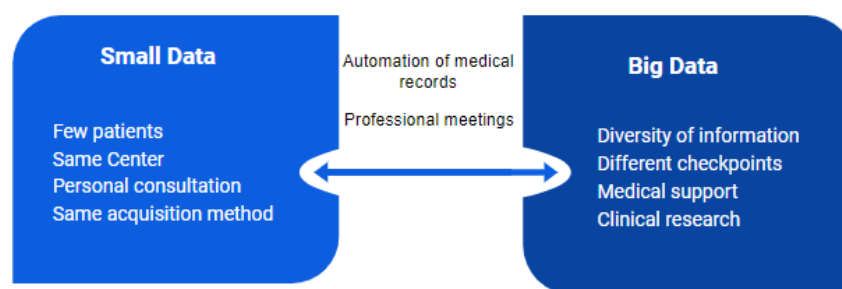 Small Data
Few patients
Same Center
Personal consultation
Same acquisition method
Automation of medical
records
Professional meetings
Big Data
Diversity of information
Different checkpoints
Medical support
Clinical research